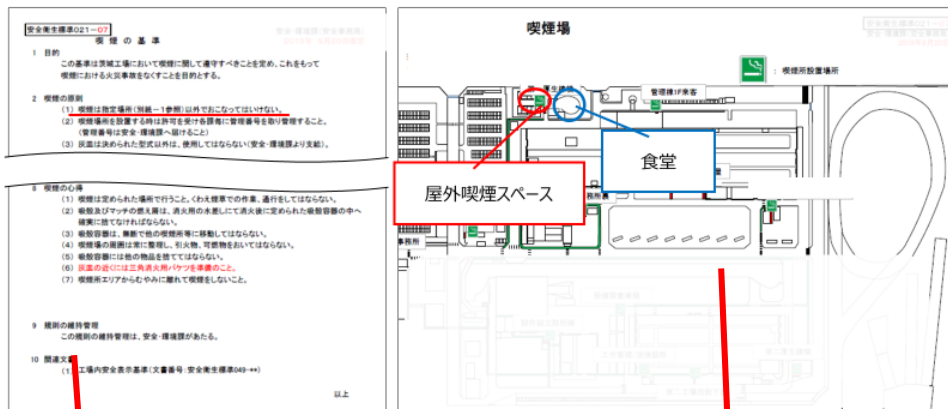 安全衛生標準021-07
喫 煙 の 基 準
1 目的
この基準は茨城工場において喫煙に関して遵守すべきことを定め、これをもって
喫煙における火災事故をなくすことを目的とする。
2 喫煙の原則
(1) 喫煙は指定場所(別紙-1参照)以外でおこなってはいけない。
(2) 喫煙場所を設置する時は許可を受け各課毎に管理番号を取り管理すること。
(管理番号は安全・環境課へ届けること)
(3) 灰皿は決められた型式以外は、使用してはならない(安全・環境課より支給)。
8 喫煙の心得
(1) 喫煙は定められた場所で行うこと。くわえ煙草での作業、通行をしてはならない。
(2) 吸殻及びマッチの燃え屑は、消火用の水差しにて消火後に定められた吸殻容器の中へ
確実に捨てなければならない。
(3) 吸殻容器は、無断で他の喫煙所等に移動してはならない。
(4) 喫煙場の周囲は常に整理し、引火物、可燃物をおいてはならない。
(5) 吸殻容器には他の物品を捨ててはならない。
(6) 灰皿の近くには三角消火用バケツを準備のこと。
(7) 喫煙所エリアからむやみに離れて喫煙をしないこと。
9 規則の維持管理
この規則の維持管理は、安全・環境課があたる。
10 関連文書
(1) 工場内安全表示基準(文書番号:安全衛生標準049-**)
以上
喫煙場
: 喫煙所設置場所
管理棟1F来客
食堂
屋外喫煙スペース
務所裏
事務所